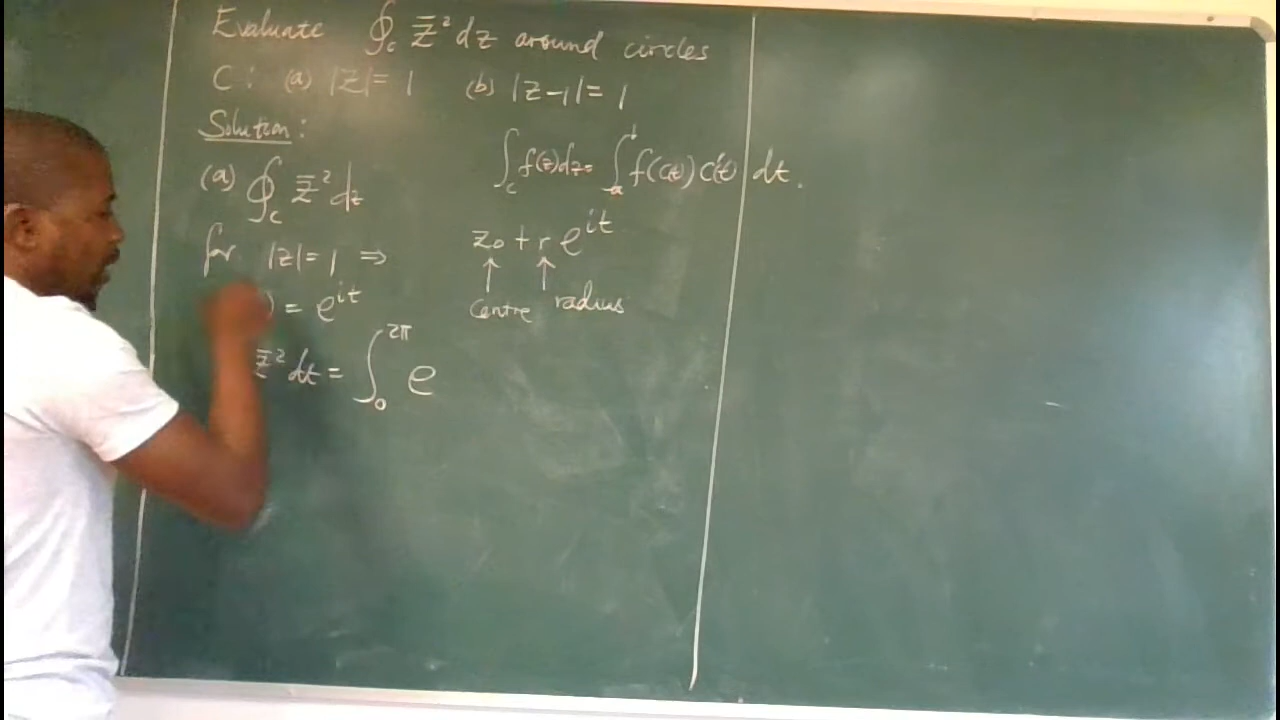 Evaluate ∮_c z̄² dz around circles
C: (a) |z|= 1 (b) |z-1|= 1
Solution:
(a) ∮_c z̄² dz
∫_c f(z)dz = ∫_a^b f(c(t)) c'(t) dt.
for |z|= 1 ⇒
z₀ + r e^{it}
centre radius
) = e^{it}
z̄² dt = ∫_0^{2π} e